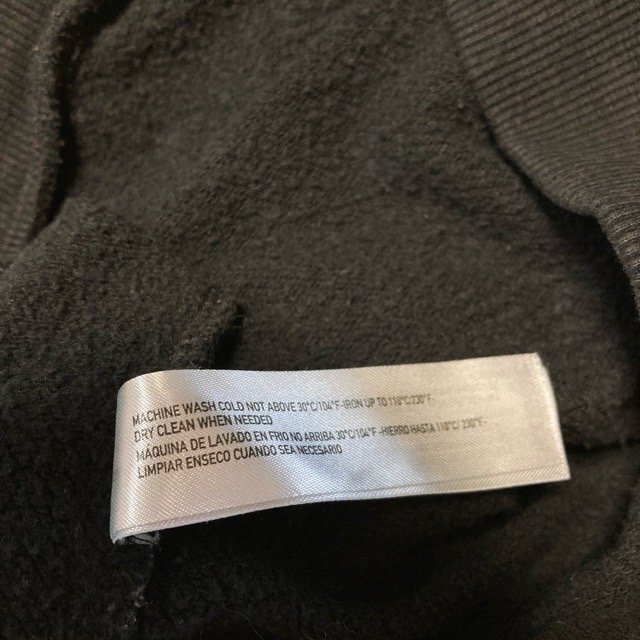 MACHINE WASH COLD NOT ABOVE 30°C/104°F-IRON UP TO 110°C/230°F-
DRY CLEAN WHEN NEEDED
MÁQUINA DE LAVADO EN FRIO NO ARRIBA 30°C/104°F-HIERRO HASTA 110°C/ 230°F-
LIMPIAR ENSECO CUANDO SEA NECESARIO